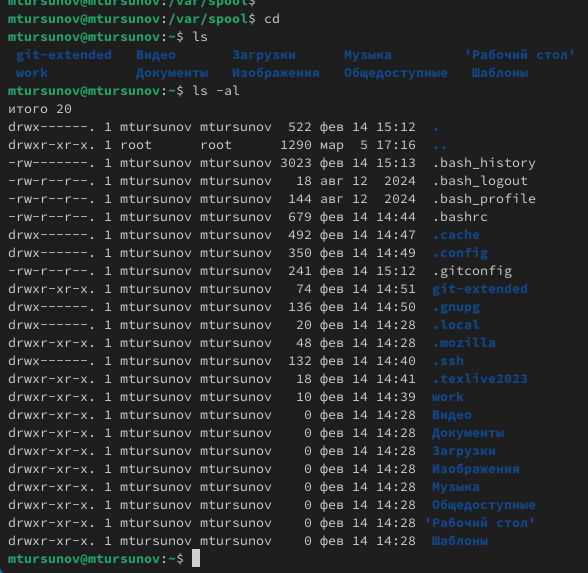 mtursunov@mtursunov:/var/spool$
mtursunov@mtursunov:/var/spool$ cd
mtursunov@mtursunov:~$ ls
git-extended Видео Загрузки Музыка 'Рабочий стол'
work Документы Изображения Общедоступные Шаблоны
mtursunov@mtursunov:~$ ls -al
итого 20
drwx------. 1 mtursunov mtursunov 522 фев 14 15:12 .
drwxr-xr-x. 1 root root 1290 мар 5 17:16 ..
-rw-------. 1 mtursunov mtursunov 3023 фев 14 15:13 .bash_history
-rw-r--r--. 1 mtursunov mtursunov 18 авг 12 2024 .bash_logout
-rw-r--r--. 1 mtursunov mtursunov 144 авг 12 2024 .bash_profile
-rw-r--r--. 1 mtursunov mtursunov 679 фев 14 14:44 .bashrc
drwx------. 1 mtursunov mtursunov 492 фев 14 14:47 .cache
drwx------. 1 mtursunov mtursunov 350 фев 14 14:49 .config
-rw-r--r--. 1 mtursunov mtursunov 241 фев 14 15:12 .gitconfig
drwxr-xr-x. 1 mtursunov mtursunov 74 фев 14 14:51 git-extended
drwx------. 1 mtursunov mtursunov 136 фев 14 14:50 .gnupg
drwx------. 1 mtursunov mtursunov 20 фев 14 14:28 .local
drwxr-xr-x. 1 mtursunov mtursunov 48 фев 14 14:28 .mozilla
drwx------. 1 mtursunov mtursunov 132 фев 14 14:40 .ssh
drwxr-xr-x. 1 mtursunov mtursunov 18 фев 14 14:41 .texlive2023
drwxr-xr-x. 1 mtursunov mtursunov 10 фев 14 14:39 work
drwxr-xr-x. 1 mtursunov mtursunov 0 фев 14 14:28 Видео
drwxr-xr-x. 1 mtursunov mtursunov 0 фев 14 14:28 Документы
drwxr-xr-x. 1 mtursunov mtursunov 0 фев 14 14:28 Загрузки
drwxr-xr-x. 1 mtursunov mtursunov 0 фев 14 14:28 Изображения
drwxr-xr-x. 1 mtursunov mtursunov 0 фев 14 14:28 Музыка
drwxr-xr-x. 1 mtursunov mtursunov 0 фев 14 14:28 Общедоступные
drwxr-xr-x. 1 mtursunov mtursunov 0 фев 14 14:28 'Рабочий стол'
drwxr-xr-x. 1 mtursunov mtursunov 0 фев 14 14:28 Шаблоны
mtursunov@mtursunov:~$